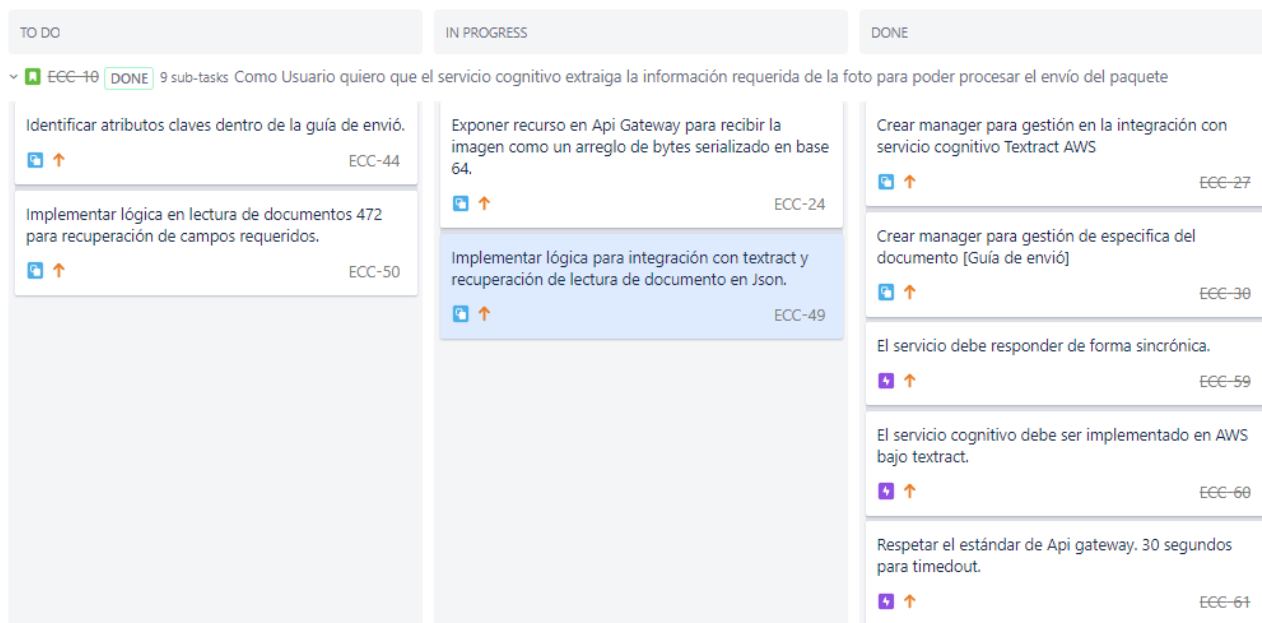 TO DO
IN PROGRESS
DONE
ECC-10 DONE 9 sub-tasks Como Usuario quiero que el servicio cognitivo extraiga la información requerida de la foto para poder procesar el envío del paquete
Identificar atributos claves dentro de la guía de envió.
ECC-44
Implementar lógica en lectura de documentos 472
para recuperación de campos requeridos.
ECC-50
Exponer recurso en Api Gateway para recibir la
imagen como un arreglo de bytes serializado en base
64.
ECC-24
Implementar lógica para integración con textract y
recuperación de lectura de documento en Json.
ECC-49
Crear manager para gestión en la integración con
servicio cognitivo Textract AWS
ECC-27
Crear manager para gestión de especifica del
documento [Guía de envió]
ECC-30
El servicio debe responder de forma sincrónica.
ECC-59
El servicio cognitivo debe ser implementado en AWS
bajo textract.
ECC-60
Respetar el estándar de Api gateway. 30 segundos
para timedout.
ECC-61